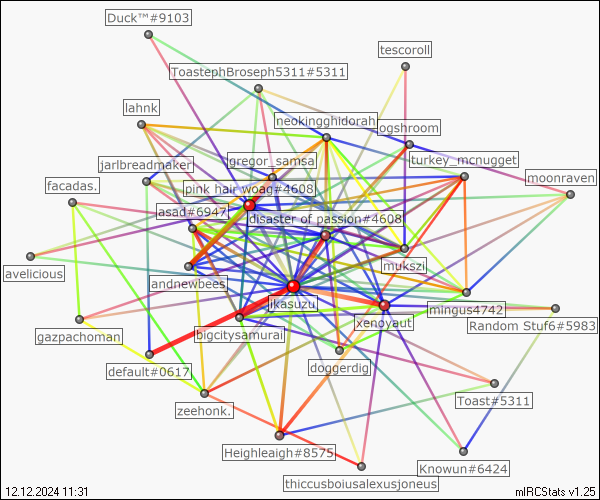 Duck™#9103
tescoroll
ToastephBroseph5311#5311
lahnk
neokingghidorah
ogshroom
gregor_samsa
turkey_mcnugget
jarlbreadmaker
moonraven
facadas.
pink hair woag#4608
asad#6947
disaster of passion#4608
mukszi
avelicious
andnewbees
jkasuzu
mingus4742
xenoyaut
Random Stuf6#5983
gazpachoman
bigcitysamurai
default#0617
doggerdig
zeehonk.
Toast#5311
Heighleaigh#8575
Knowun#6424
thiccusboiusalexusjoneus
12.12.2024 11:31
mIRCStats v1.25